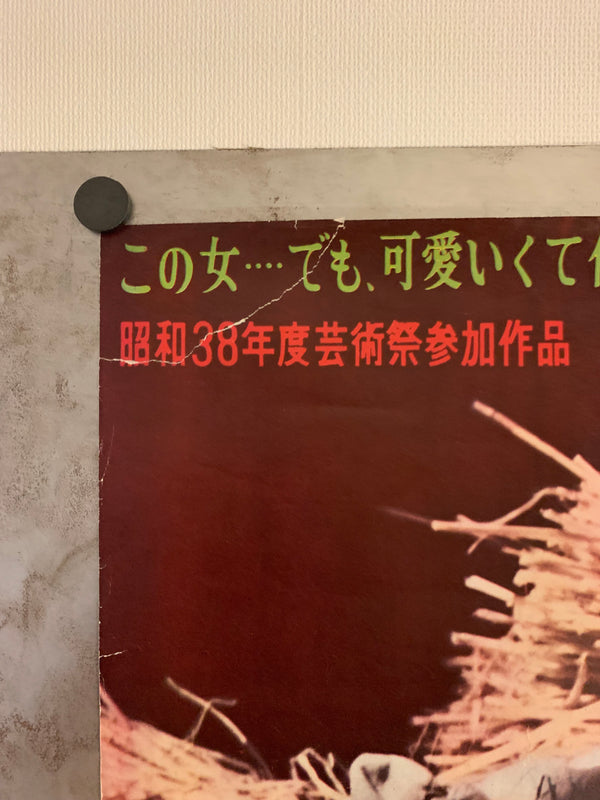 この女‥‥でも、可愛いくて
昭和38年度芸術祭参加作品